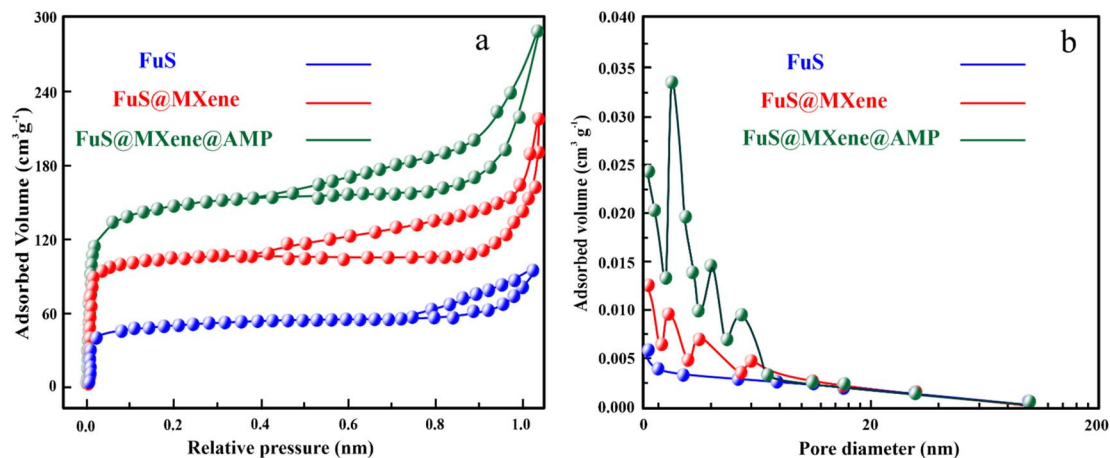 a
FuS
FuS@MXene
FuS@MXene@AMP
300
240
180
120
60
0
Adsorbed Volume (cm³ g⁻¹)
0.0 0.2 0.4 0.6 0.8 1.0
Relative pressure (nm)
b
FuS
FuS@MXene
FuS@MXene@AMP
0.040
0.035
0.030
0.025
0.020
0.015
0.010
0.005
0.000
Adsorbed volume (cm³ g⁻¹)
0 20 200
Pore diameter (nm)